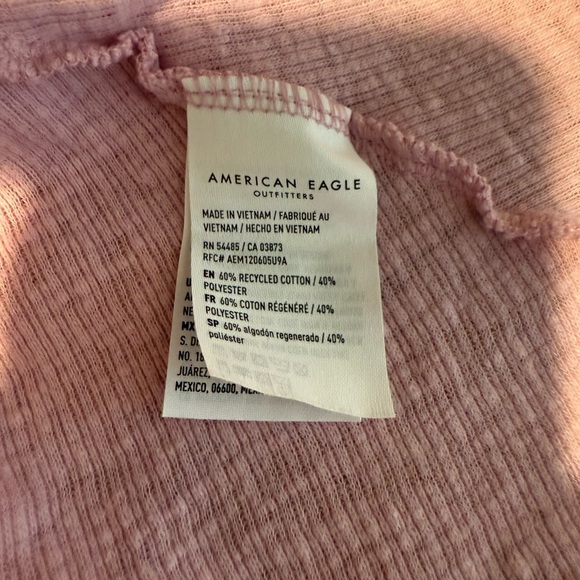 AMERICAN EAGLE
OUTFITTERS
MADE IN VIETNAM / FABRIQUÉ AU
VIETNAM / HECHO EN VIETNAM
RN 54485 / CA 03873
RFC# AEM120605U9A
EN 60% RECYCLED COTTON / 40%
POLYESTER
FR 60% COTON RÉGÉNÉRÉ / 40%
POLYESTER
SP 60% algodón regenerado / 40%
poliéster
MX
S. DE
NO. 10
JUÁREZ,
MEXICO, 06600,